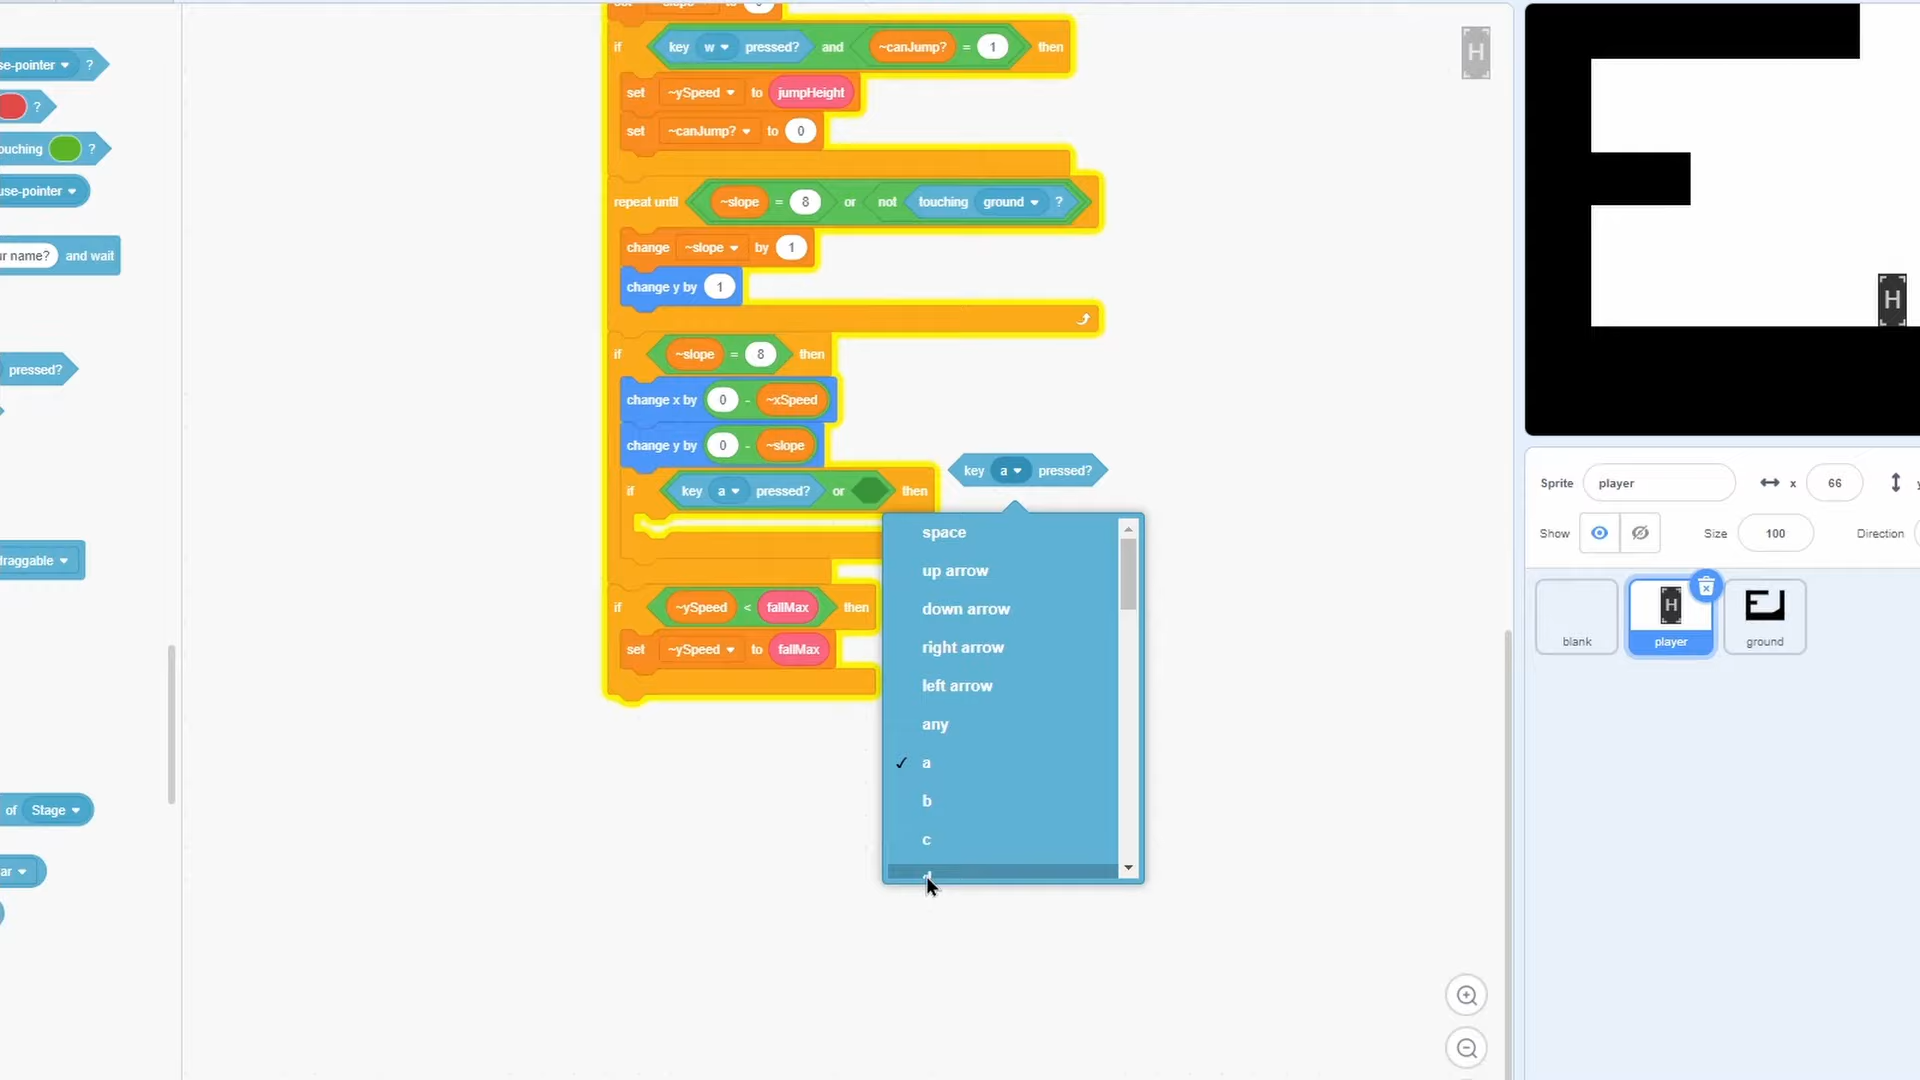 to
if key w pressed? and ~canJump? = 1 then
set ~ySpeed to jumpHeight
set ~canJump? to 0
repeat until ~slope = 8 or not touching ground ?
change ~slope by 1
change y by 1
if ~slope = 8 then
change x by 0 - ~xSpeed
change y by 0 - ~slope
if key a pressed? or then
if ~ySpeed < fallMax then
set ~ySpeed to fallMax
key a pressed?
space
up arrow
down arrow
right arrow
left arrow
any
✓ a
b
c
se-pointer ?
?
ouching ?
use-pointer
ur name? and wait
pressed?
draggable
of Stage
ar
H
H
Sprite player x 66 y
Show Size 100 Direction
H
blank
player
ground